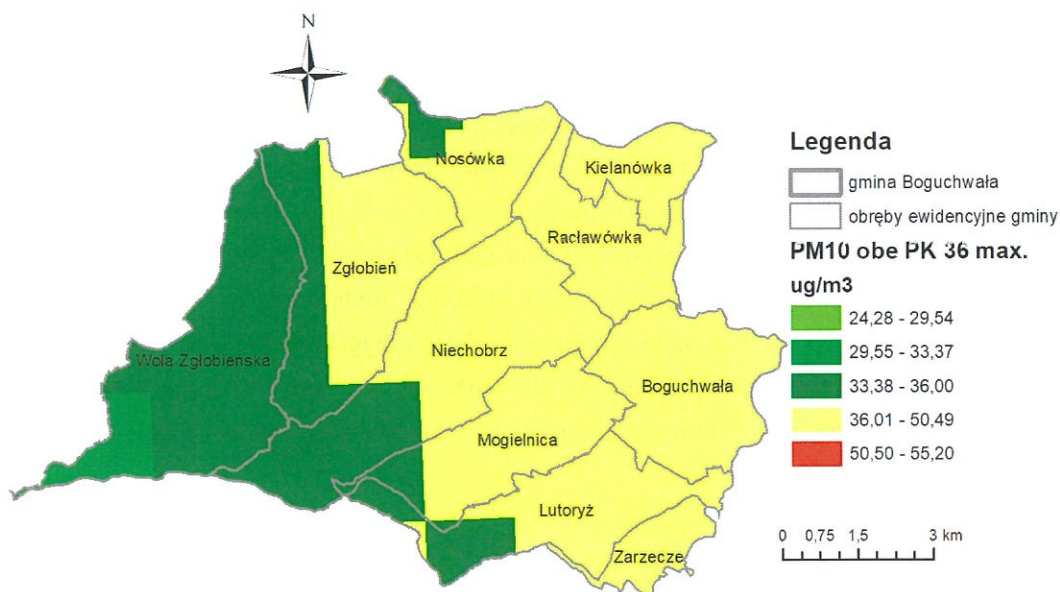 N
Nosówka
Kielanówka
Racławówka
Zgłobień
Niechobrz
Wola Zgłobieńska
Boguchwała
Mogielnica
Lutoryż
Zarzecze
Legenda
gmina Boguchwała
obręby ewidencyjne gminy
PM10 obe PK 36 max.
ug/m3
24,28 - 29,54
29,55 - 33,37
33,38 - 36,00
36,01 - 50,49
50,50 - 55,20
0 0,75 1,5 3 km